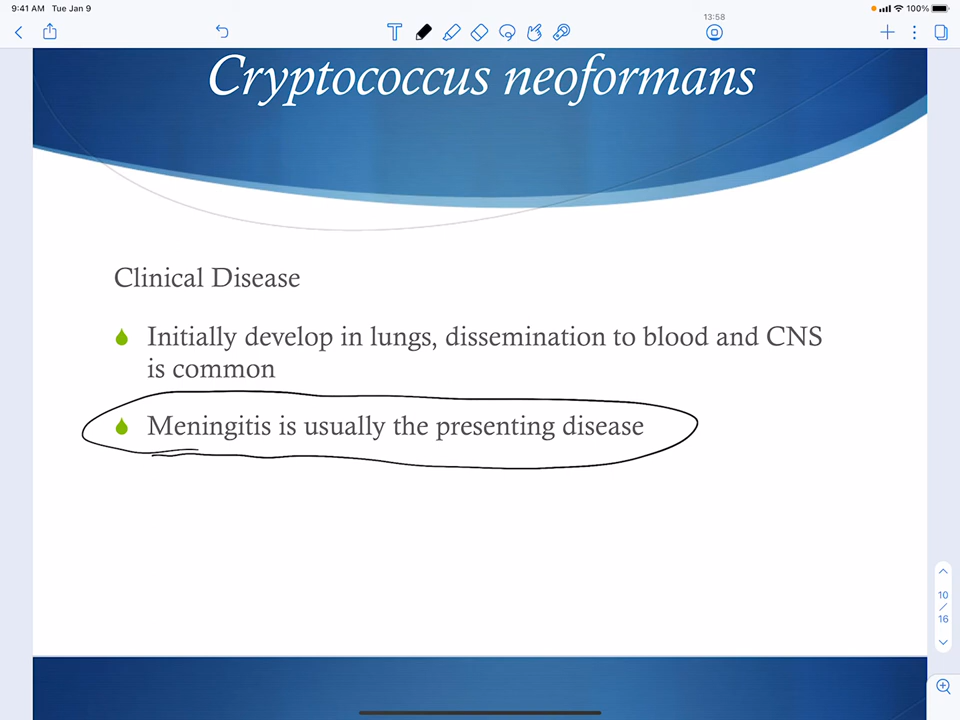 9:41 AM Tue Jan 9
100%
13:58
Cryptococcus neoformans
Clinical Disease
Initially develop in lungs, dissemination to blood and CNS
is common
Meningitis is usually the presenting disease
10
/
16